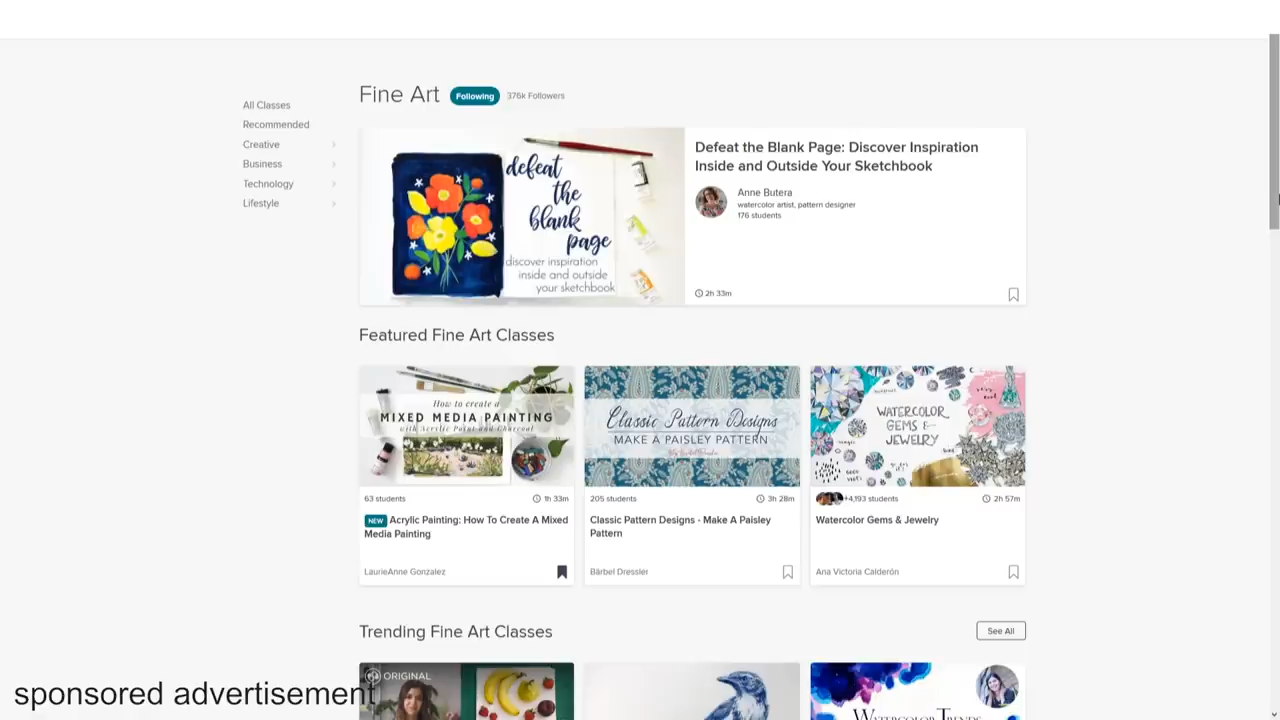 All Classes
Recommended
Creative
Business
Technology
Lifestyle
Fine Art
Following
376k Followers
defeat
the
blank
page
discover inspiration
inside and outside
your sketchbook
Defeat the Blank Page: Discover Inspiration
Inside and Outside Your Sketchbook
Anne Butera
watercolor artist, pattern designer
176 students
2h 33m
Featured Fine Art Classes
How to create a
MIXED MEDIA PAINTING
with Acrylic Paint and Charcoal
63 students
1h 33m
NEW Acrylic Painting: How To Create A Mixed
Media Painting
LaurieAnne Gonzalez
Classic Pattern Designs
MAKE A PAISLEY PATTERN
205 students
3h 28m
Classic Pattern Designs - Make A Paisley
Pattern
Bärbel Dressler
WATERCOLOR
GEMS &
JEWELRY
+4,193 students
2h 57m
Watercolor Gems & Jewelry
Ana Victoria Calderón
Trending Fine Art Classes
See All
ORIGINAL
WATERCOLOR TRENDS
sponsored advertisement